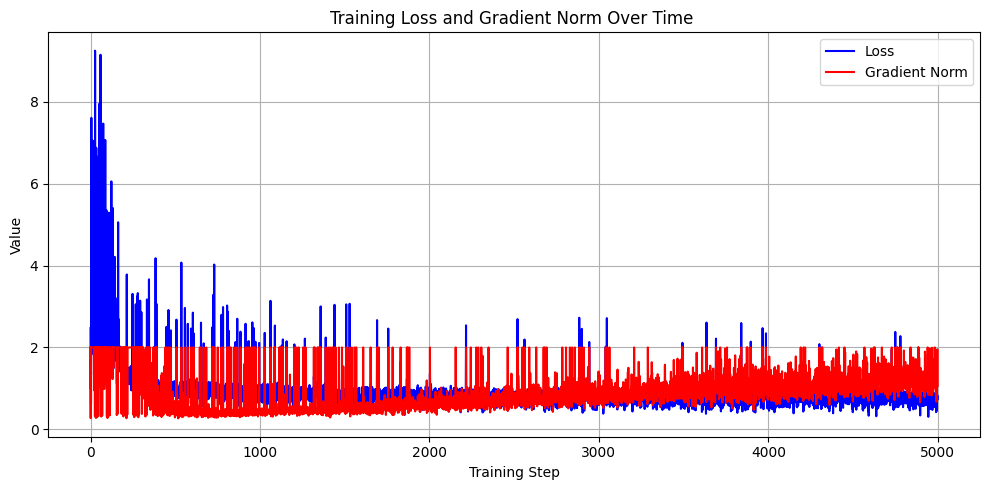 Training Loss and Gradient Norm Over Time
Loss
Gradient Norm
Value
8
6
4
2
0
0 1000 2000 3000 4000 5000
Training Step